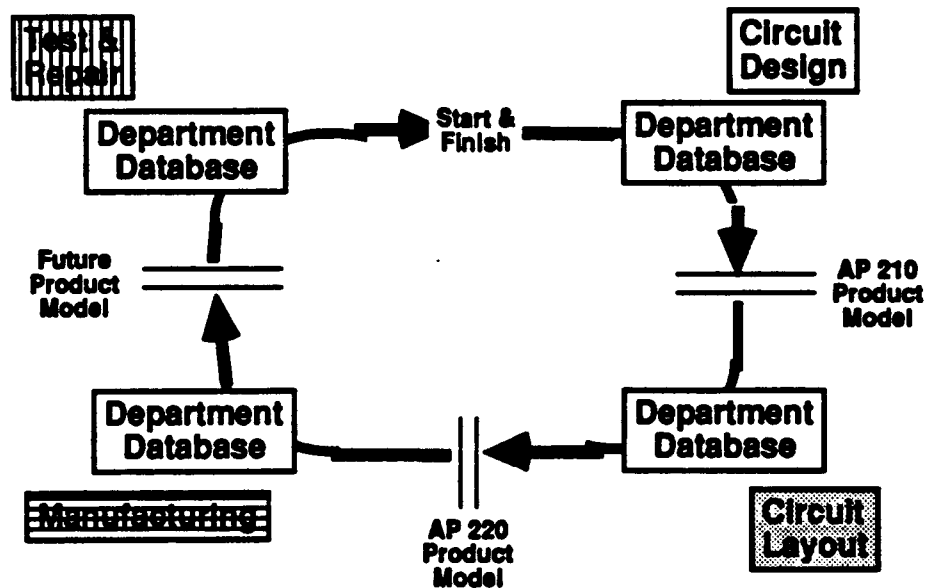 Test &
Repair
Circuit
Design
Department
Database
Start &
Finish
Department
Database
Future
Product
Model
AP 210
Product
Model
Department
Database
Department
Database
Manufacturing
AP 220
Product
Model
Circuit
Layout